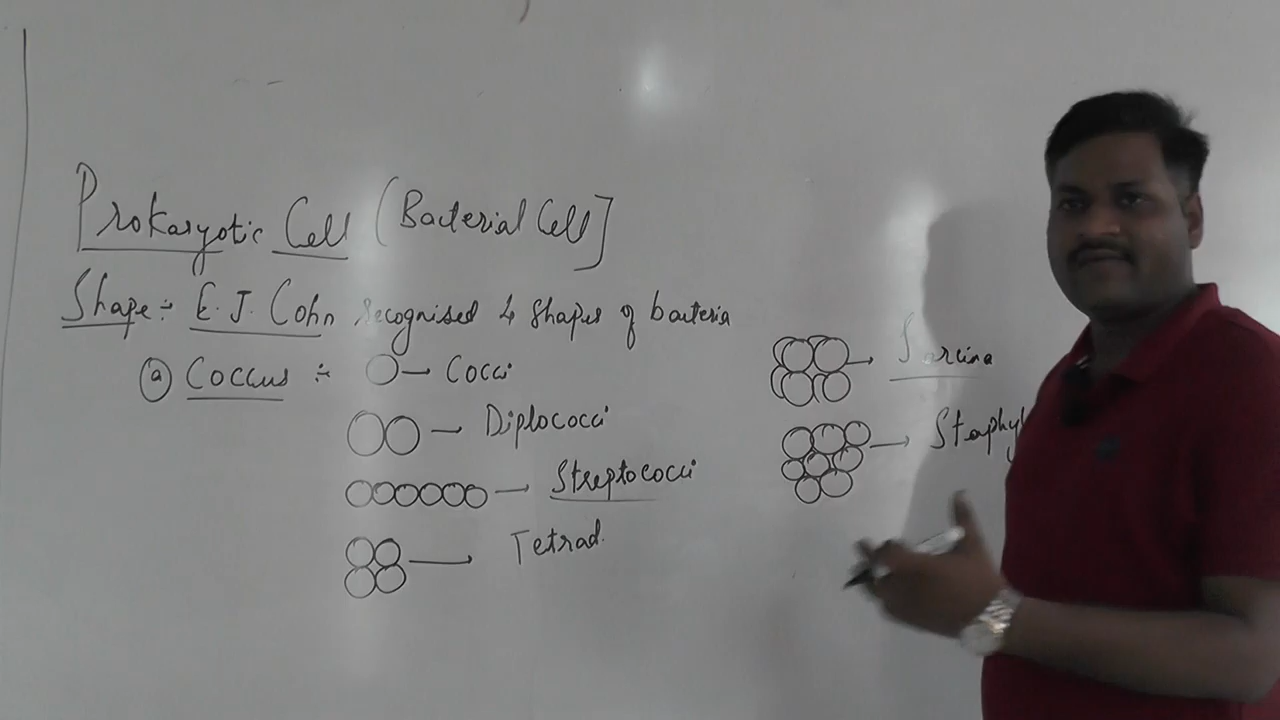 Prokaryotic Cell (Bacterial Cell]
Shape :- E. J. Cohn recognised 4 shapes of bacteria
(a) Coccus :- → Cocci
→ Diplococci
→ Streptococci
→ Tetrad.
→ Sarcina
→ Staphyl